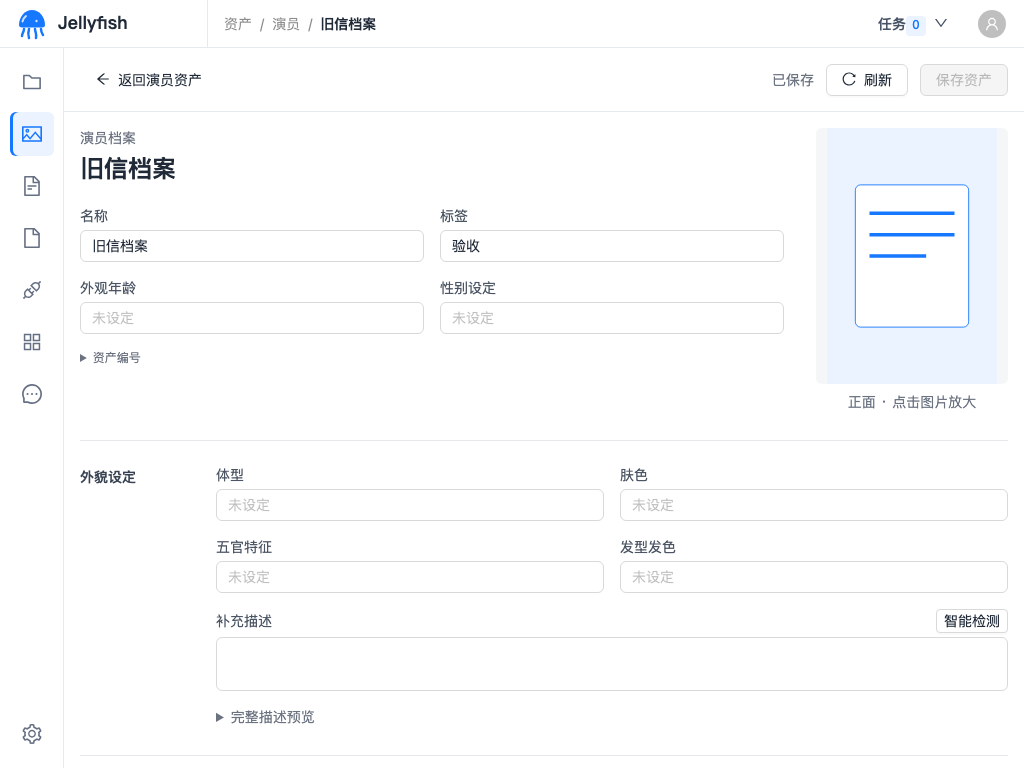 Jellyfish
资产 / 演员 / 旧信档案
任务 0
返回演员资产
已保存
刷新
保存资产
演员档案
旧信档案
名称
标签
旧信档案
验收
外观年龄
性别设定
未设定
未设定
资产编号
正面 · 点击图片放大
外貌设定
体型
肤色
未设定
未设定
五官特征
发型发色
未设定
未设定
补充描述
智能检测
完整描述预览